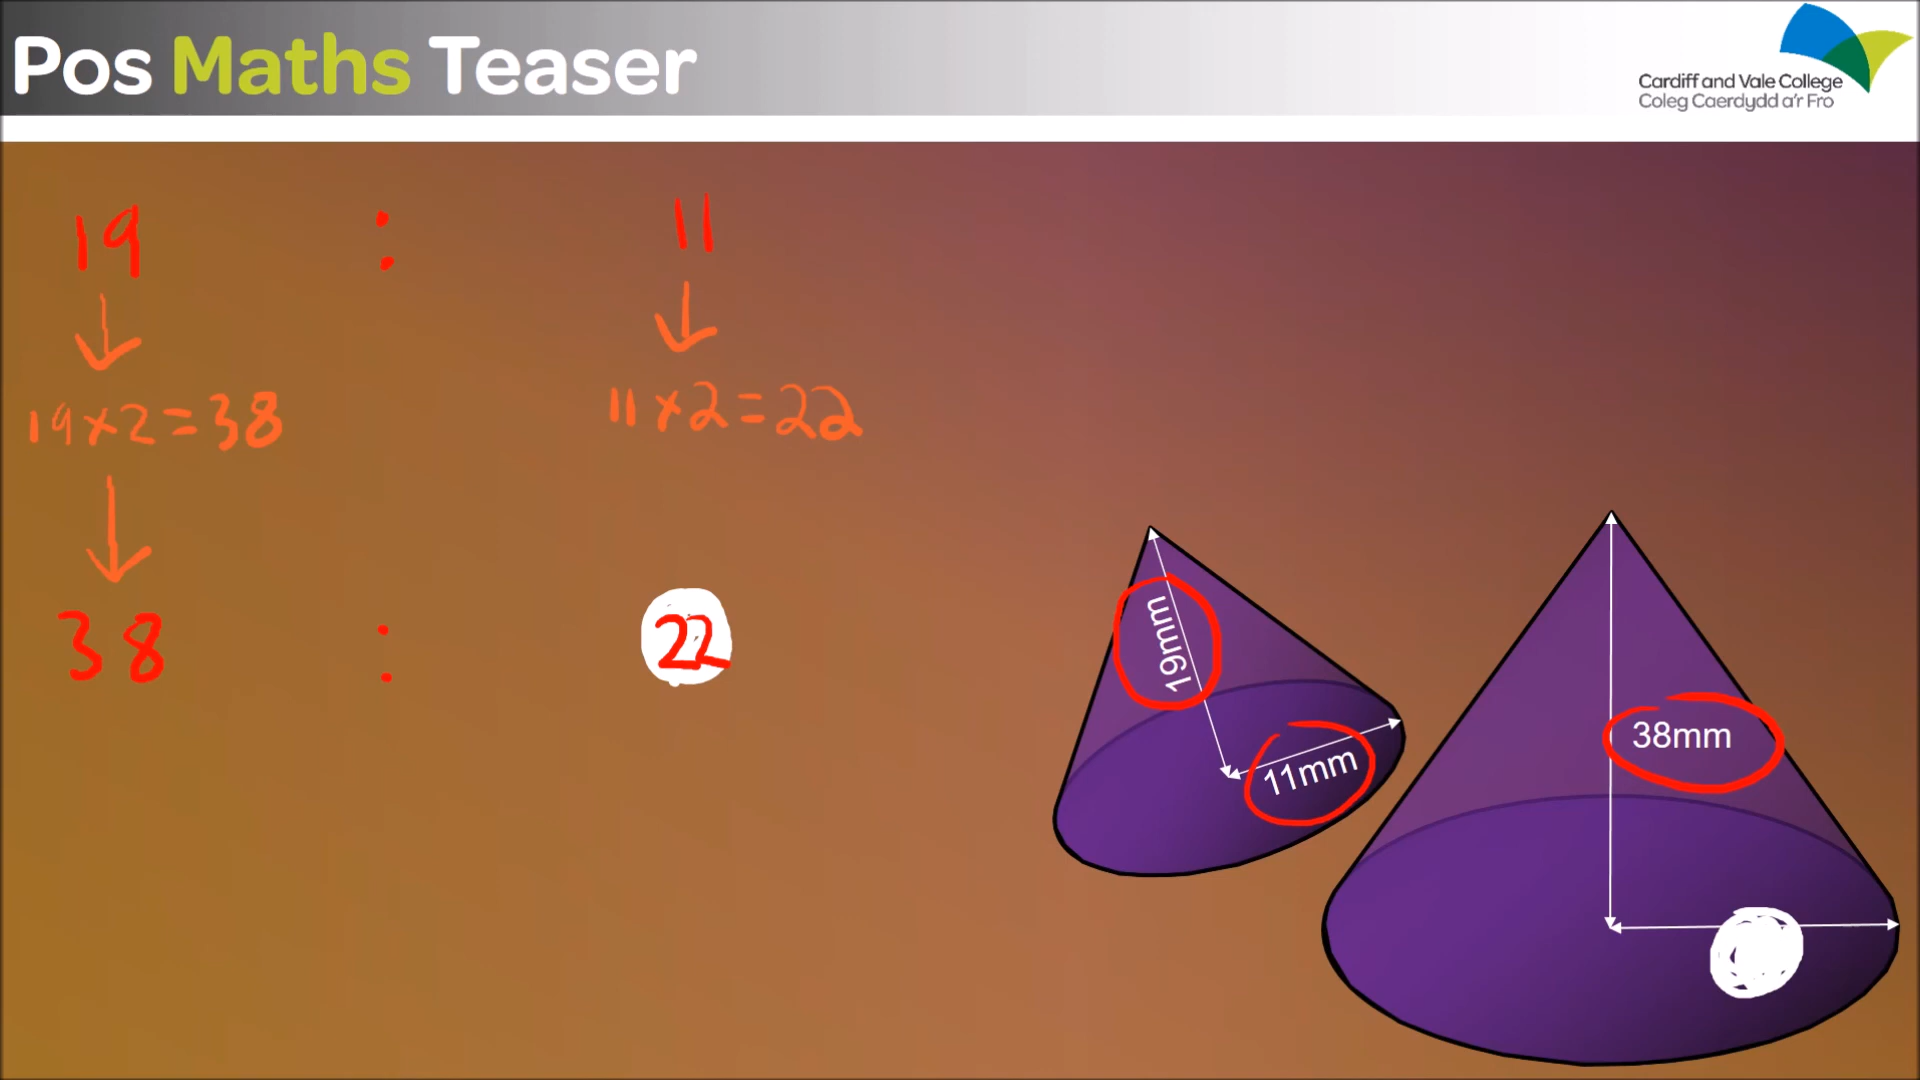 Pos Maths Teaser
Cardiff and Vale College
Coleg Caerdydd a'r Fro
19 : 11
19 x 2 = 38
11 x 2 = 22
38 : 22
19mm
11mm
38mm